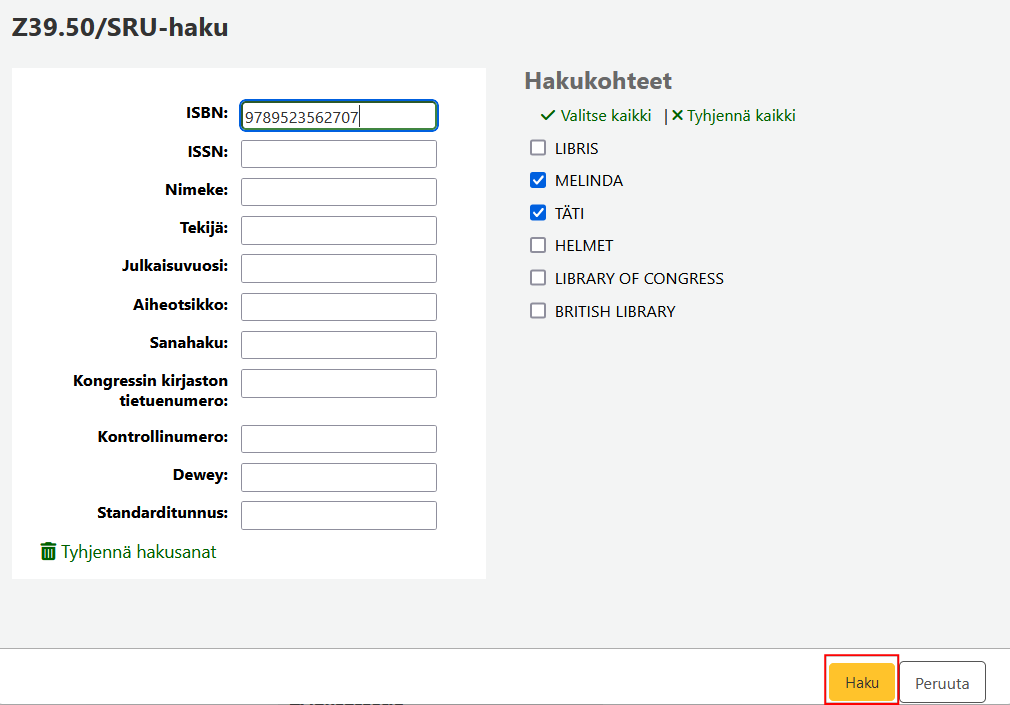 Z39.50/SRU-haku
ISBN: 9789523562707
ISSN:
Nimeke:
Tekijä:
Julkaisuvuosi:
Aiheotsikko:
Sanahaku:
Kongressin kirjaston
tietuenumero:
Kontrollinumero:
Dewey:
Standarditunnus:
Tyhjennä hakusanat
Hakukohteet
Valitse kaikki | Tyhjennä kaikki
LIBRIS
MELINDA
TÄTI
HELMET
LIBRARY OF CONGRESS
BRITISH LIBRARY
Haku Peruuta